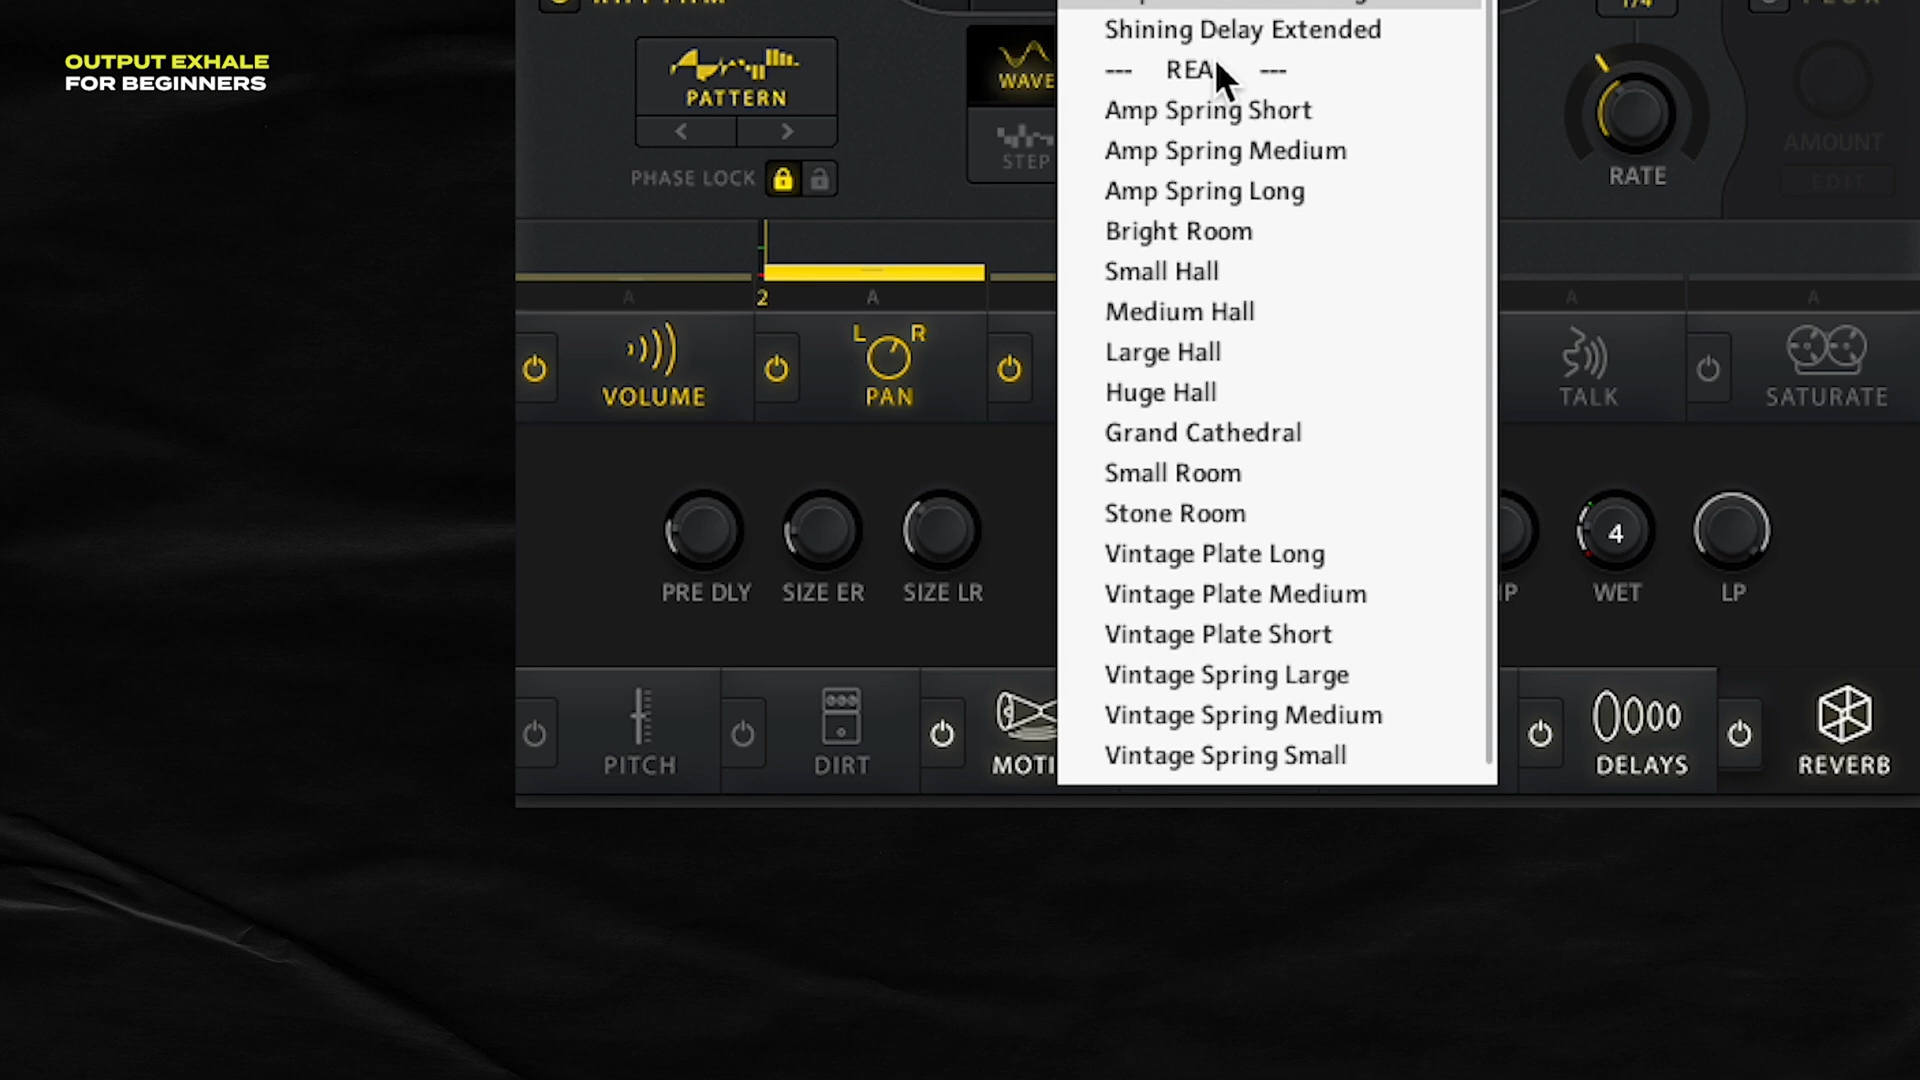 OUTPUT EXHALE
FOR BEGINNERS
Shining Delay Extended
--- REA ---
Amp Spring Short
Amp Spring Medium
Amp Spring Long
Bright Room
Small Hall
Medium Hall
Large Hall
Huge Hall
Grand Cathedral
Small Room
Stone Room
Vintage Plate Long
Vintage Plate Medium
Vintage Plate Short
Vintage Spring Large
Vintage Spring Medium
Vintage Spring Small
PATTERN
< >
PHASE LOCK
WAVE
STEP
1/4
RATE
AMOUNT
EDIT
A 2 A A A
L R
VOLUME PAN TALK SATURATE
4
PRE DLY SIZE ER SIZE LR WET LP
PITCH DIRT MOTI DELAYS REVERB